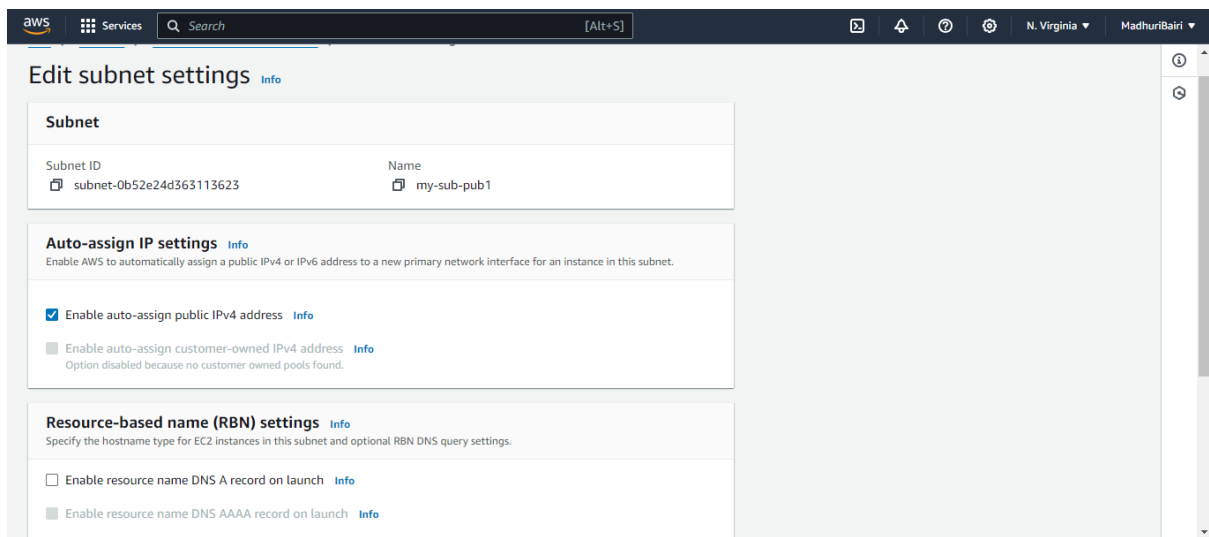 aws Services Search [Alt+S] N. Virginia MadhuriBairi
Edit subnet settings Info
Subnet
Subnet ID Name
subnet-0b52e24d363113623 my-sub-pub1
Auto-assign IP settings Info
Enable AWS to automatically assign a public IPv4 or IPv6 address to a new primary network interface for an instance in this subnet.
Enable auto-assign public IPv4 address Info
Enable auto-assign customer-owned IPv4 address Info
Option disabled because no customer owned pools found.
Resource-based name (RBN) settings Info
Specify the hostname type for EC2 instances in this subnet and optional RBN DNS query settings.
Enable resource name DNS A record on launch Info
Enable resource name DNS AAAA record on launch Info